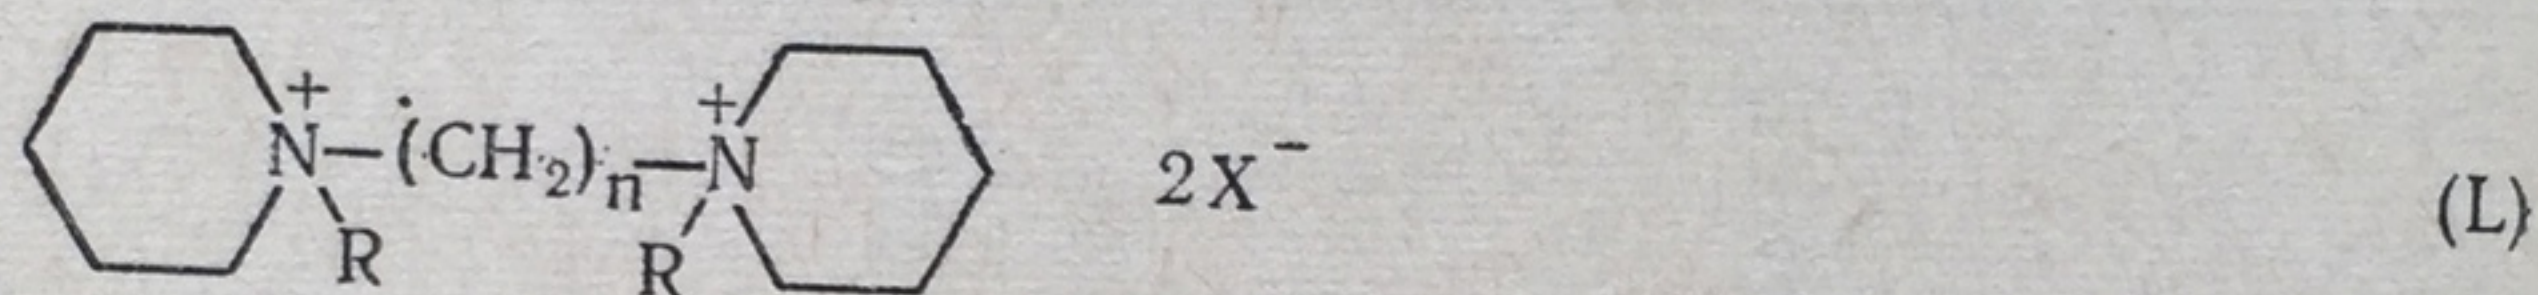 N⁺—(CH₂)ₙ—N⁺ 2X⁻ (L)
R R